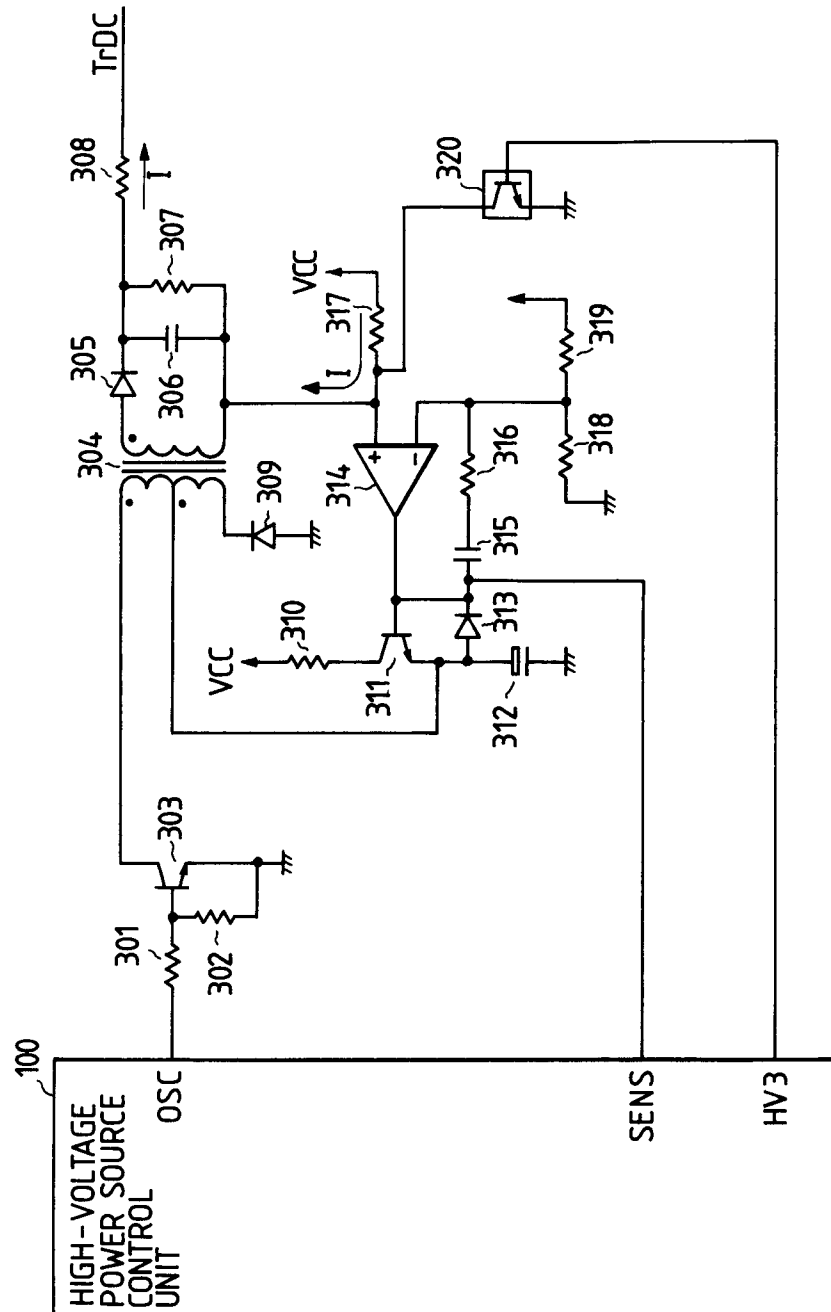 100
HIGH-VOLTAGE
POWER SOURCE
CONTROL
UNIT
OSC
SENS
HV3
301
302
303
304
305
306
307
308
I
TrDC
309
VCC
310
311
312
313
314
+
-
315
316
VCC
317
I
318
319
320